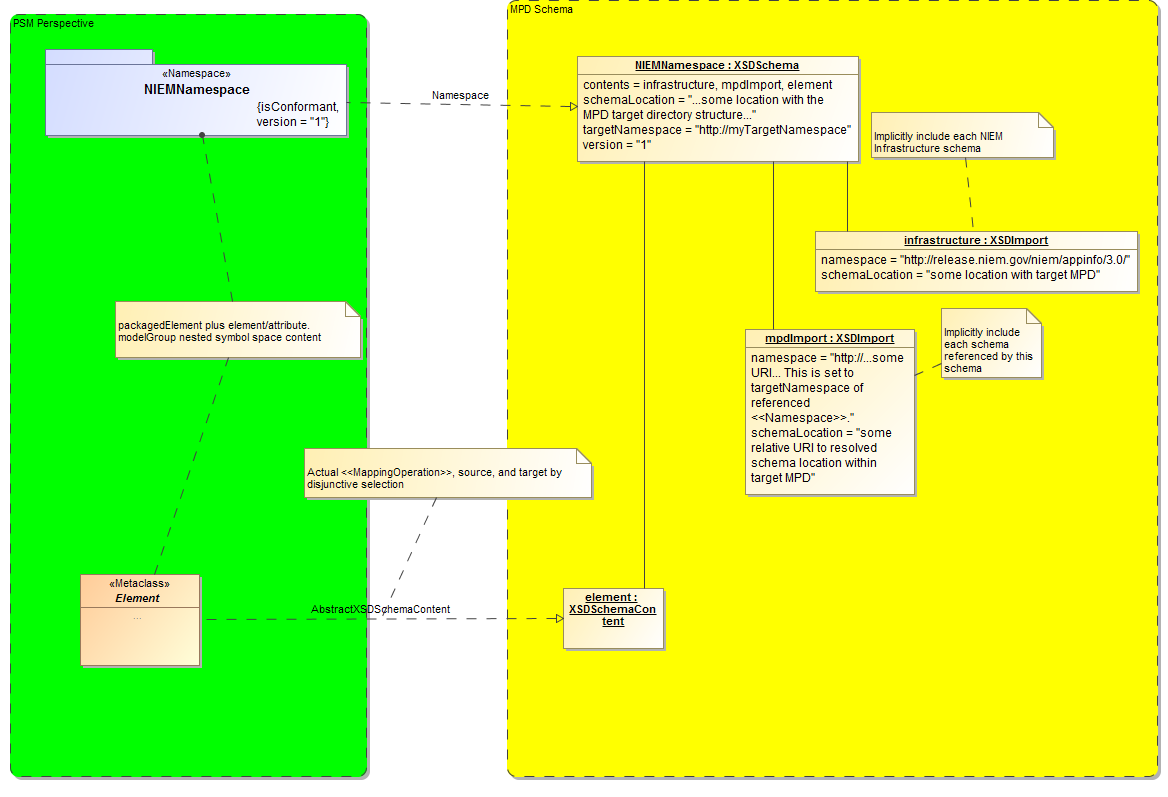 PSM Perspective
«Namespace»
NIEMNamespace
{isConformant,
version = "1"}
packagedElement plus element/attribute.
modelGroup nested symbol space content
«Metaclass»
Element
...
Namespace
Actual <<MappingOperation>>, source, and target by
disjunctive selection
AbstractXSDSchemaContent
MPD Schema
NIEMNamespace : XSDSchema
contents = infrastructure, mpdImport, element
schemaLocation = "...some location with the
MPD target directory structure..."
targetNamespace = "http://myTargetNamespace"
version = "1"
Implicitly include each NIEM
Infrastructure schema
infrastructure : XSDImport
namespace = "http://release.niem.gov/niem/appinfo/3.0/"
schemaLocation = "some location with target MPD"
mpdImport : XSDImport
namespace = "http://...some
URI... This is set to
targetNamespace of
referenced
<<Namespace>>."
schemaLocation = "some
relative URI to resolved
schema location within
target MPD"
Implicitly include
each schema
referenced by this
schema
element :
XSDSchemaCon
tent